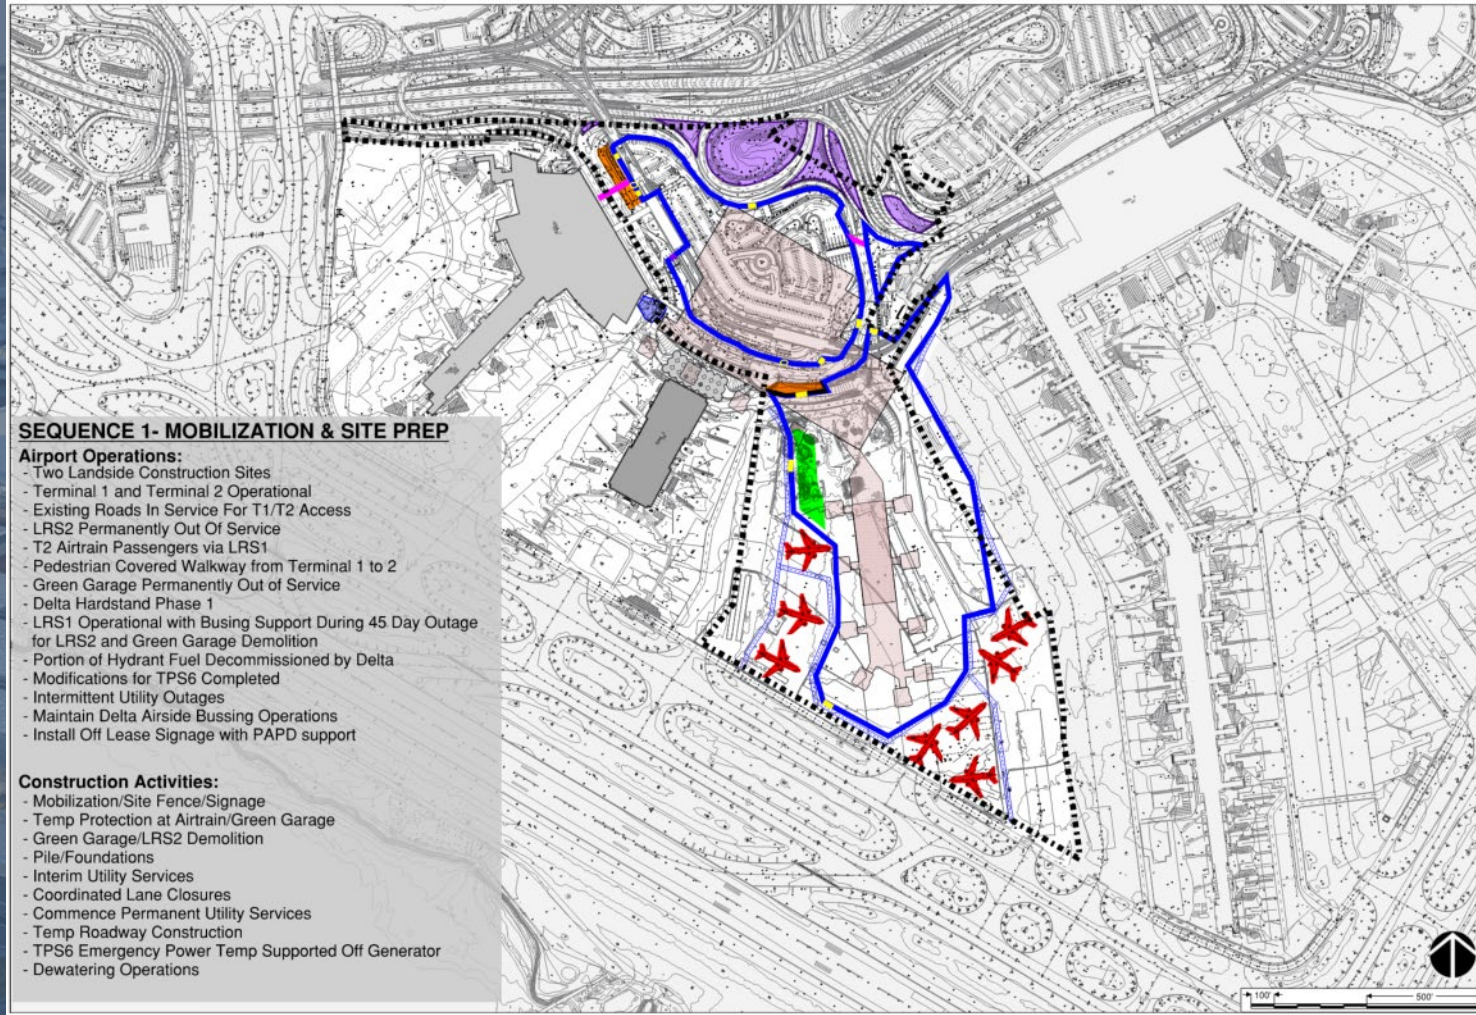 SEQUENCE 1- MOBILIZATION & SITE PREP
Airport Operations:
- Two Landside Construction Sites
- Terminal 1 and Terminal 2 Operational
- Existing Roads In Service For T1/T2 Access
- LRS2 Permanently Out Of Service
- T2 Airtrain Passengers via LRS1
- Pedestrian Covered Walkway from Terminal 1 to 2
- Green Garage Permanently Out of Service
- Delta Hardstand Phase 1
- LRS1 Operational with Busing Support During 45 Day Outage
for LRS2 and Green Garage Demolition
- Portion of Hydrant Fuel Decommissioned by Delta
- Modifications for TPS6 Completed
- Intermittent Utility Outages
- Maintain Delta Airside Bussing Operations
- Install Off Lease Signage with PAPD support
Construction Activities:
- Mobilization/Site Fence/Signage
- Temp Protection at Airtrain/Green Garage
- Green Garage/LRS2 Demolition
- Pile/Foundations
- Interim Utility Services
- Coordinated Lane Closures
- Commence Permanent Utility Services
- Temp Roadway Construction
- TPS6 Emergency Power Temp Supported Off Generator
- Dewatering Operations
100' 500'